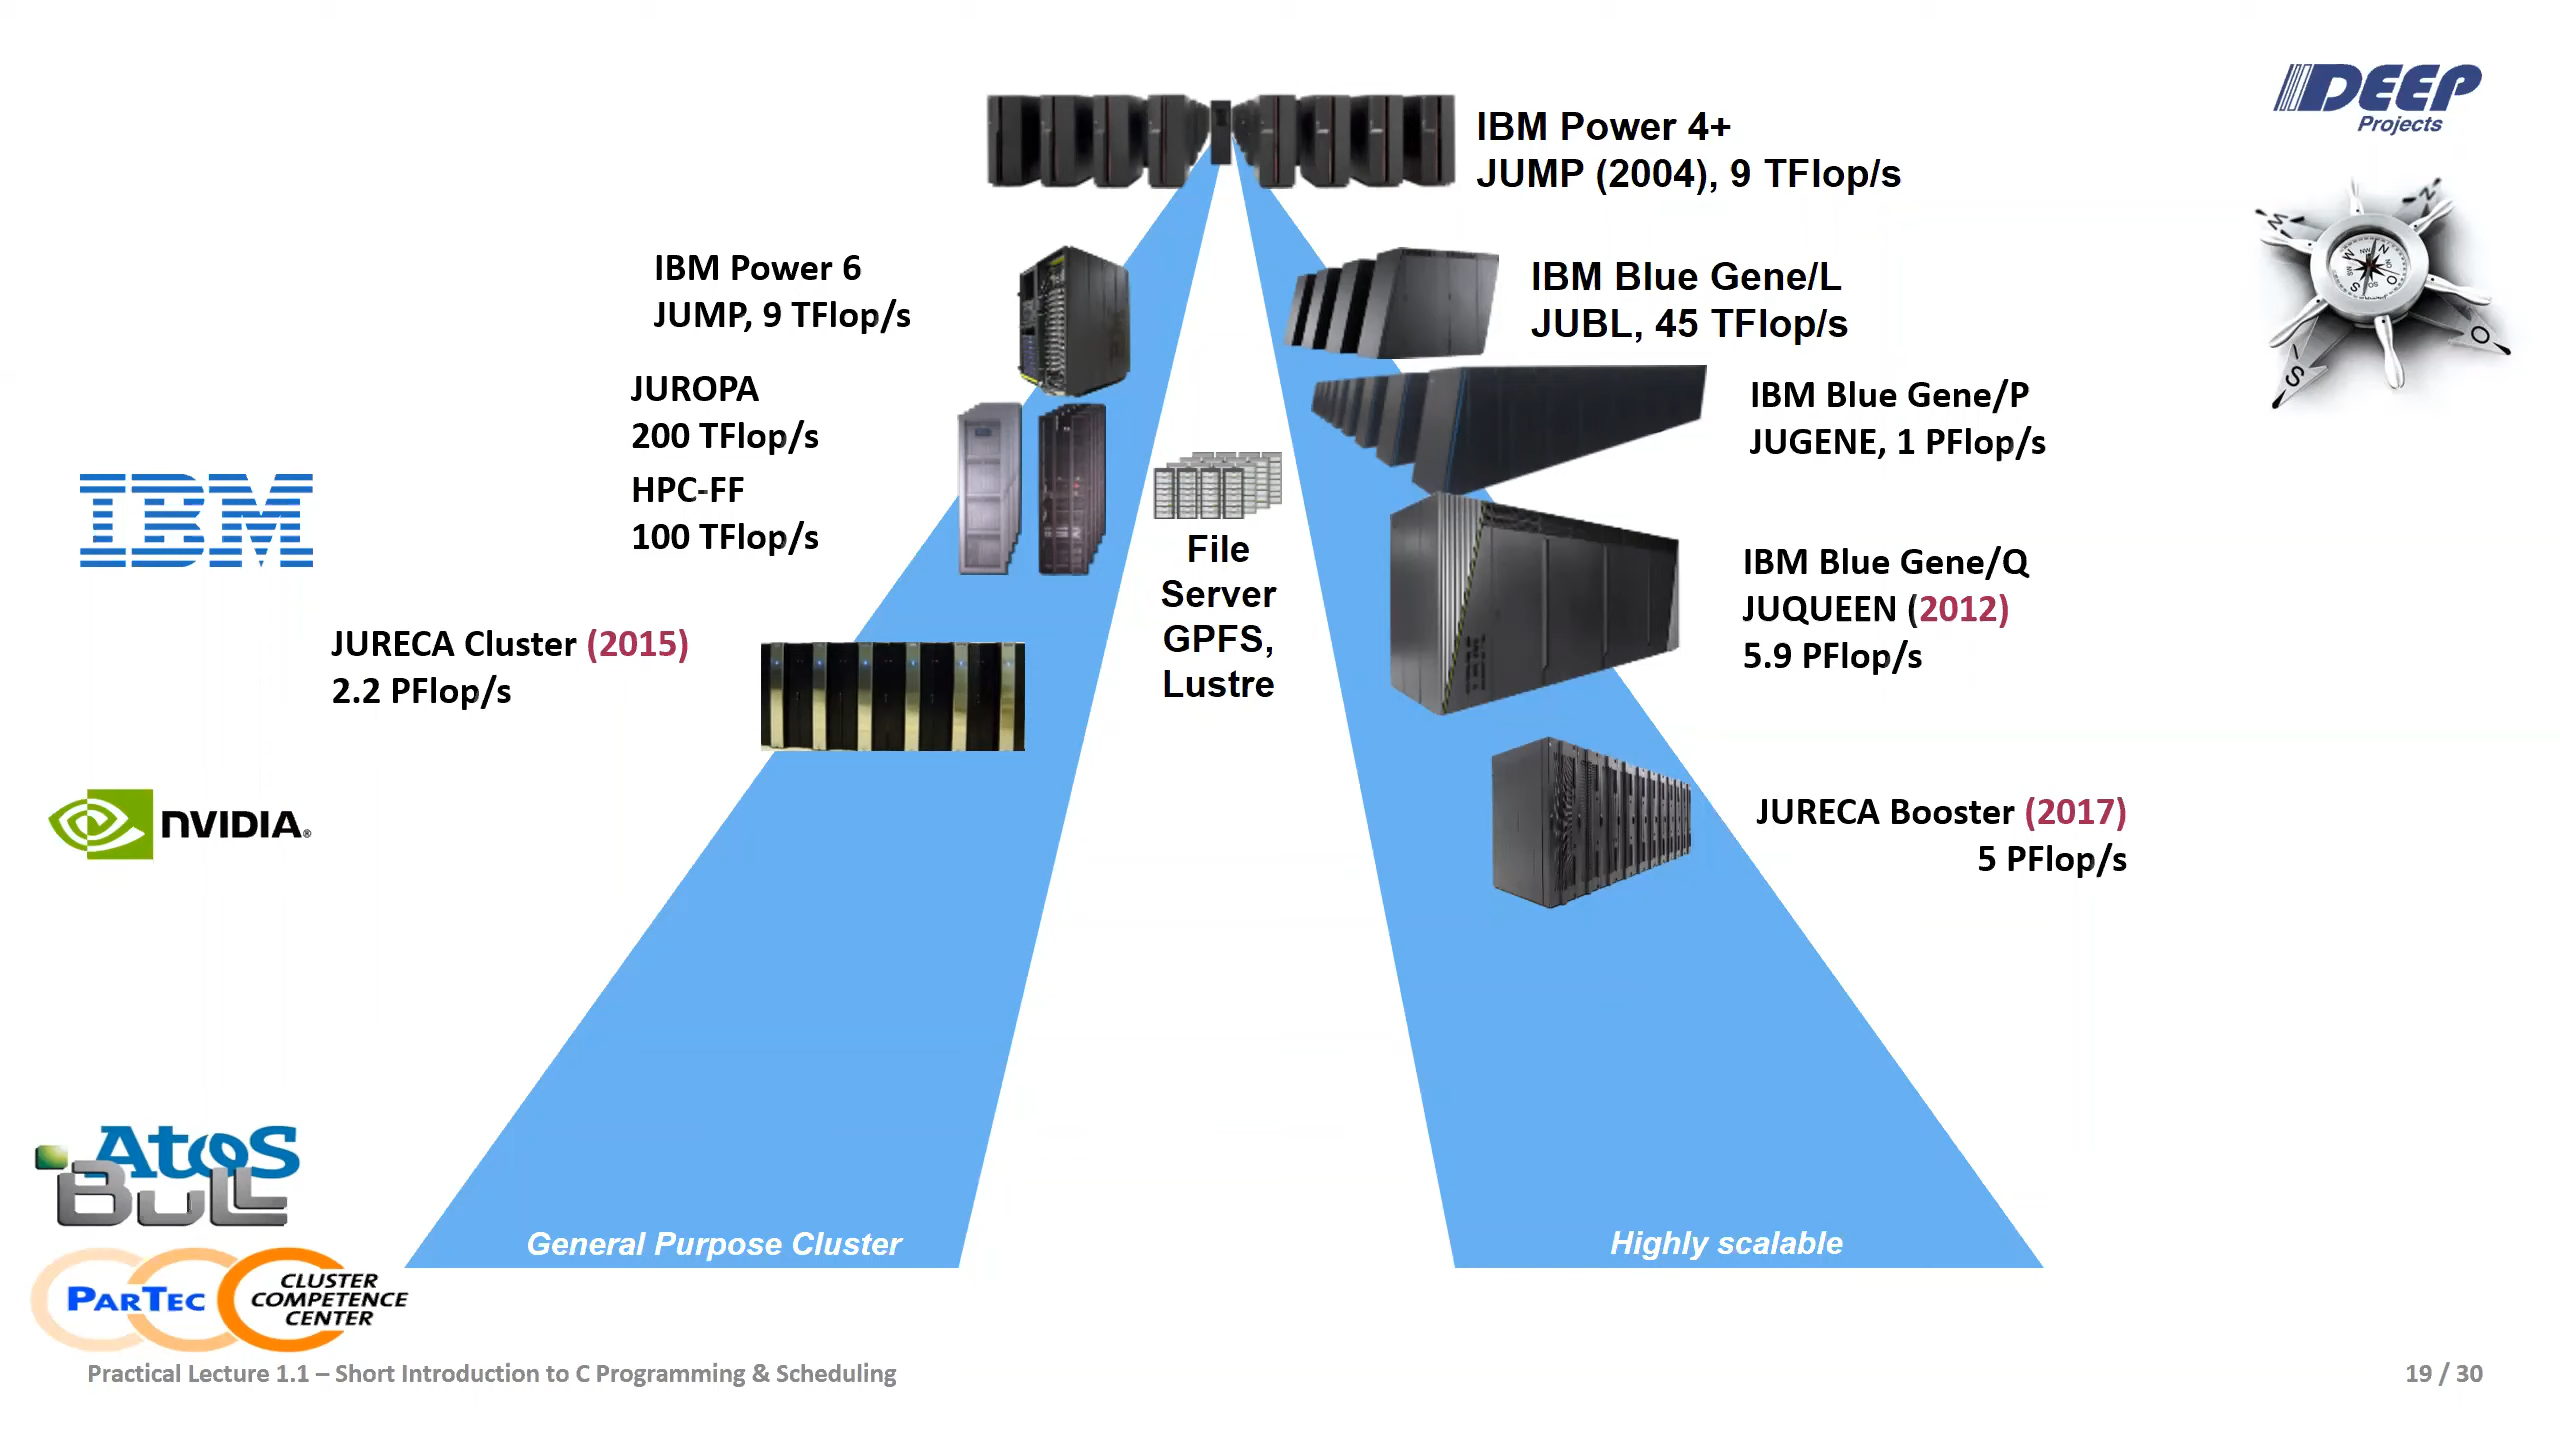 DEEP
Projects
IBM Power 4+
JUMP (2004), 9 TFlop/s
IBM Power 6
JUMP, 9 TFlop/s
IBM Blue Gene/L
JUBL, 45 TFlop/s
JUROPA
200 TFlop/s
HPC-FF
100 TFlop/s
IBM Blue Gene/P
JUGENE, 1 PFlop/s
IBM
File
Server
GPFS,
Lustre
IBM Blue Gene/Q
JUQUEEN (2012)
5.9 PFlop/s
JURECA Cluster (2015)
2.2 PFlop/s
NVIDIA®
JURECA Booster (2017)
5 PFlop/s
Atos
Bull
General Purpose Cluster
Highly scalable
PARTEC
CLUSTER
COMPETENCE
CENTER
Practical Lecture 1.1 – Short Introduction to C Programming & Scheduling
19 / 30